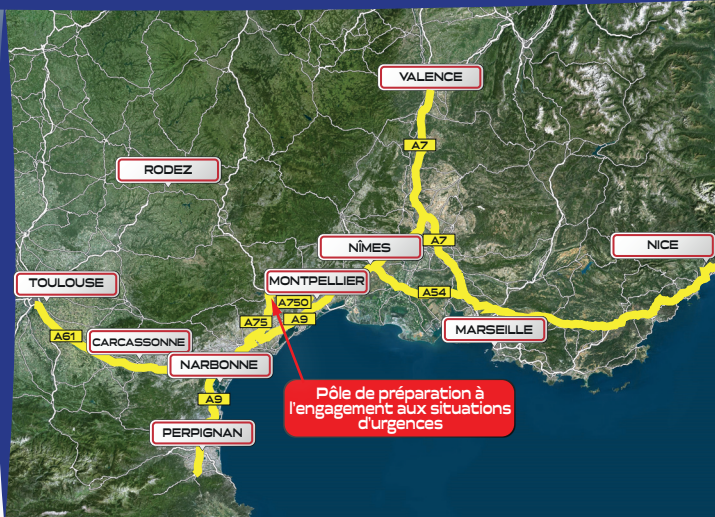 VALENCE
A7
RODEZ
NÎMES
A7
NICE
TOULOUSE
MONTPELLIER
A750
A54
A75
A9
MARSEILLE
A61
CARCASSONNE
NARBONNE
A9
Pôle de préparation à
l'engagement aux situations
d'urgences
PERPIGNAN